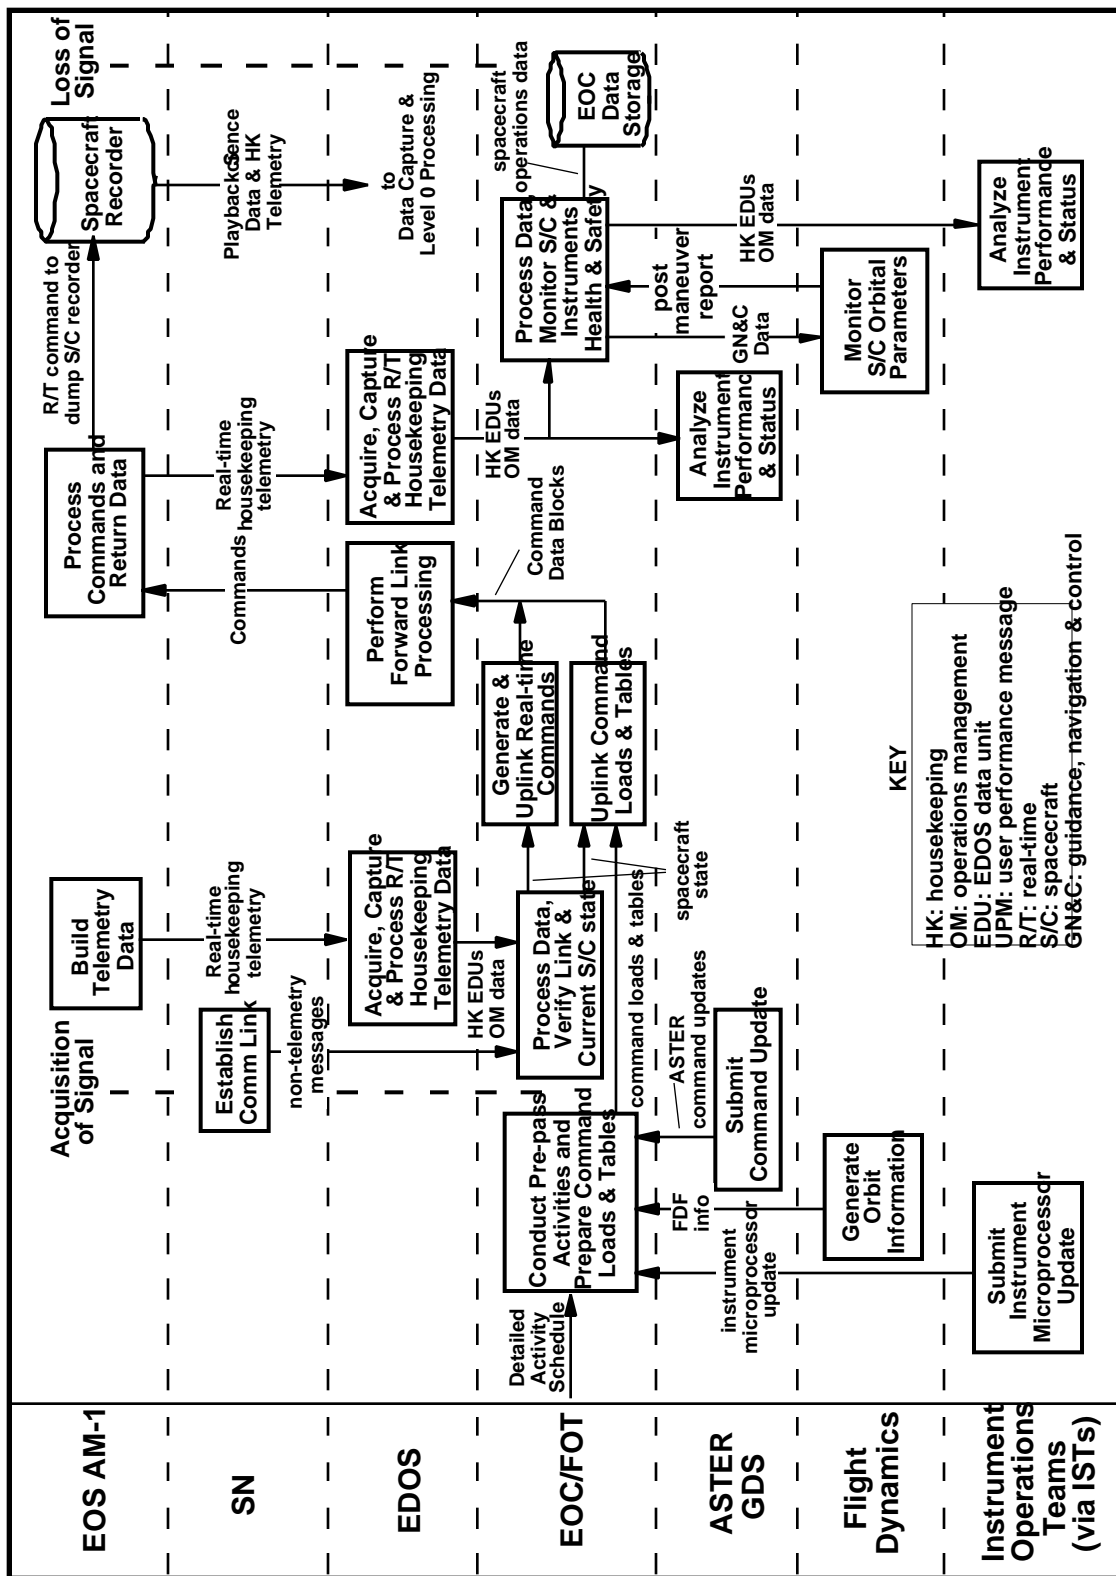 EOS AM-1
SN
EDOS
EOC/FOT
ASTER
GDS
Flight
Dynamics
Instrument
Operations
Teams
(via ISTs)
Acquisition
of Signal
Loss of
Signal
Build
Telemetry
Data
Real-time
housekeeping
telemetry
Process
Commands and
Return Data
R/T command to
dump S/C recorder
Spacecraft
Recorder
Establish
Comm Link
non-telemetry
messages
Commands
Real-time
housekeeping
telemetry
Playback
Data & HK
Telemetry
Acquire, Capture
& Process R/T
Housekeeping
Telemetry Data
HK EDUs
OM data
Perform
Forward Link
Processing
Acquire, Capture
& Process R/T
Housekeeping
Telemetry Data
HK EDUs
OM data
to
Data Capture &
Level 0 Processing
Detailed
Activity
Schedule
Conduct Pre-pass
Activities and
Prepare Command
Loads & Tables
Process Data,
Verify Link &
Current S/C state
Generate &
Uplink Real-time
Commands
Uplink Command
Loads & Tables
Command
Data Blocks
Process Data,
Monitor S/C &
Instruments
Health & Safety
spacecraft
operations data
EOC
Data
Storage
command loads & tables
spacecraft
state
ASTER
command updates
Submit
Command Update
FDF
info
instrument
microprocessor
update
Analyze
Instrument
Performanc
& Status
GN&C
Data
post
maneuver
report
HK EDUs
OM data
Generate
Orbit
Information
Monitor
S/C Orbital
Parameters
Submit
Instrument
Microprocessor
Update
Analyze
Instrument
Performance
& Status
KEY
HK: housekeeping
OM: operations management
EDU: EDOS data unit
UPM: user performance message
R/T: real-time
S/C: spacecraft
GN&C: guidance, navigation & control